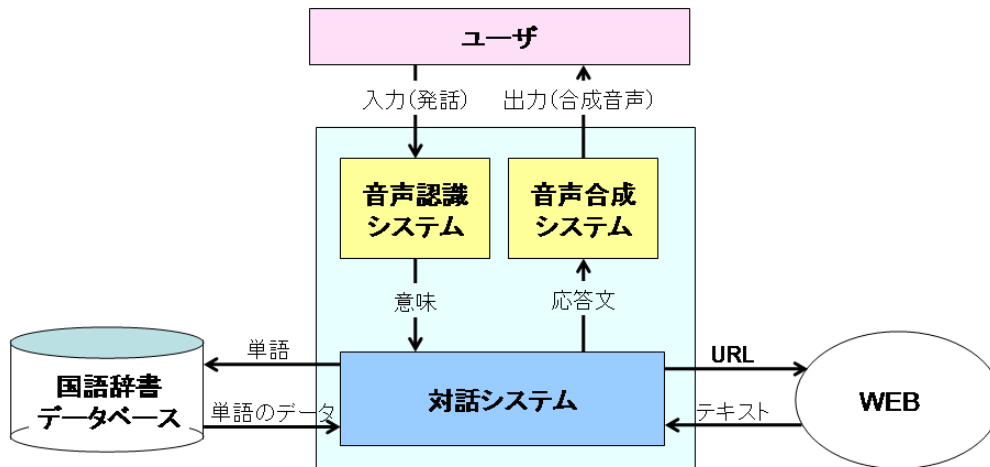 ユーザ
入力(発話)
出力(合成音声)
音声認識
システム
音声合成
システム
意味
応答文
単語
URL
国語辞書
データベース
対話システム
WEB
単語のデータ
テキスト